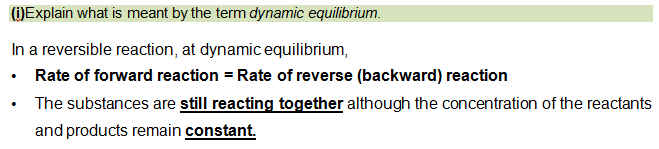 (i)Explain what is meant by the term dynamic equilibrium.
In a reversible reaction, at dynamic equilibrium,
• Rate of forward reaction = Rate of reverse (backward) reaction
• The substances are still reacting together although the concentration of the reactants
and products remain constant.